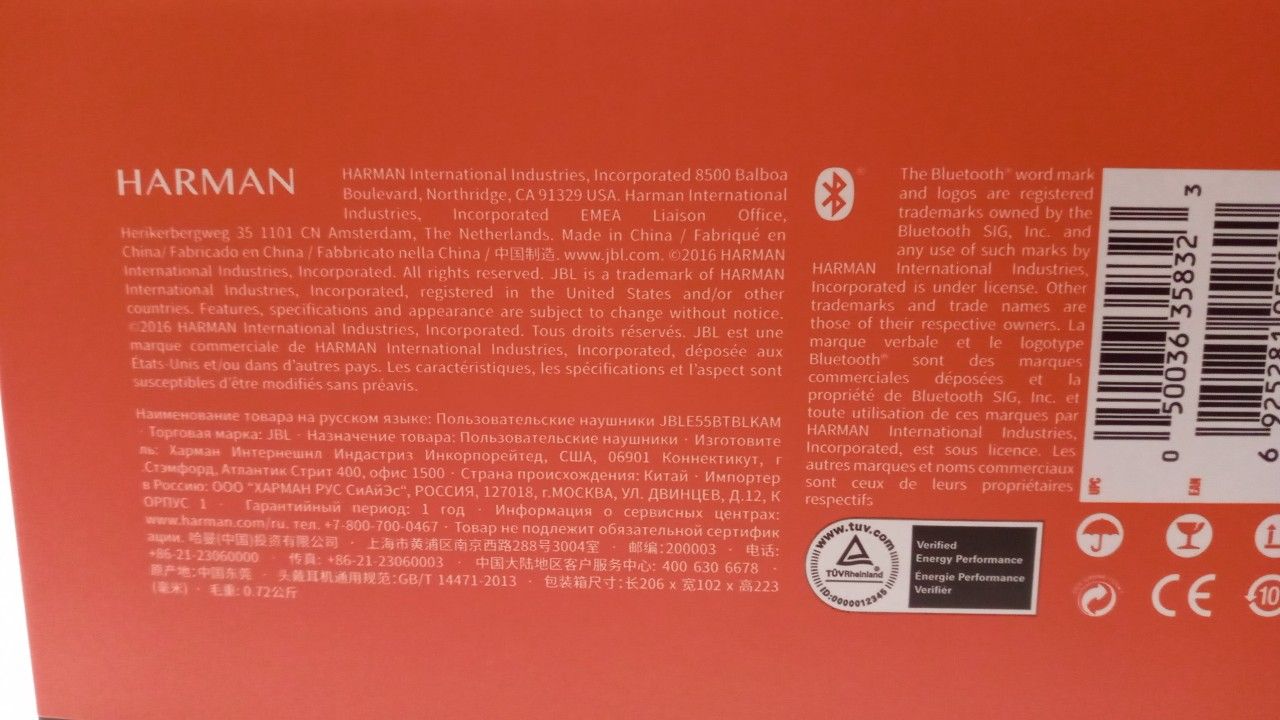 HARMAN
HARMAN International Industries, Incorporated 8500 Balboa
Boulevard, Northridge, CA 91329 USA. Harman International
Industries, Incorporated EMEA Liaison Office,
Herikerbergweg 35 1101 CN Amsterdam, The Netherlands. Made in China / Fabriqué en
China/ Fabricado en China / Fabbricato nella China / 中国制造. www.jbl.com. ©2016 HARMAN
International Industries, Incorporated. All rights reserved. JBL is a trademark of HARMAN
International Industries, Incorporated, registered in the United States and/or other
countries. Features, specifications and appearance are subject to change without notice.
©2016 HARMAN International Industries, Incorporated. Tous droits réservés. JBL est une
marque commerciale de HARMAN International Industries, Incorporated, déposée aux
États-Unis et/ou dans d'autres pays. Les caractéristiques, les spécifications et l'aspect sont
susceptibles d'être modifiés sans préavis.
Наименование товара на русском языке: Пользовательские наушники JBLE55BTBLKAM
· Торговая марка: JBL · Назначение товара: Пользовательские наушники · Изготовите
ль: Харман Интернешнл Индастриз Инкорпорейтед, США, 06901 Коннектикут, г
.Стэмфорд, Атлантик Стрит 400, офис 1500 · Страна происхождения: Китай · Импортер
в Россию: ООО "ХАРМАН РУС СиАйЭс", РОССИЯ, 127018, г.МОСКВА, УЛ. ДВИНЦЕВ, Д.12, К
ОРПУС 1 · Гарантийный период: 1 год · Информация о сервисных центрах:
www.harman.com/ru. тел. +7-800-700-0467 · Товар не подлежит обязательной сертифик
ации. 哈曼(中国)投资有限公司 · 上海市黄浦区南京西路288号3004室 · 邮编:200003 · 电话:
+86-21-23060000 · 传真: +86-21-23060003 中国大陆地区客户服务中心: 400 630 6678 ·
原产地:中国东莞 · 头戴耳机通用规范:GB/T 14471-2013 · 包装箱尺寸:长206 x 宽102 x 高223
(毫米) · 毛重: 0.72公斤
The Bluetooth® word mark
and logos are registered
trademarks owned by the
Bluetooth SIG, Inc. and
any use of such marks by
HARMAN International Industries,
Incorporated is under license. Other
trademarks and trade names are
those of their respective owners. La
marque verbale et le logotype
Bluetooth® sont des marques
commerciales déposées et la
propriété de Bluetooth SIG, Inc. et
toute utilisation de ces marques par
HARMAN International Industries,
Incorporated, est sous licence. Les
autres marques et noms commerciaux
sont ceux de leurs propriétaires
respectifs
www.tuv.com
TÜVRheinland
ID:0000012345
Verified
Energy Performance
Énergie Performance
Verifiér
0 50036 35832 3
UPC
EAN
CE
10